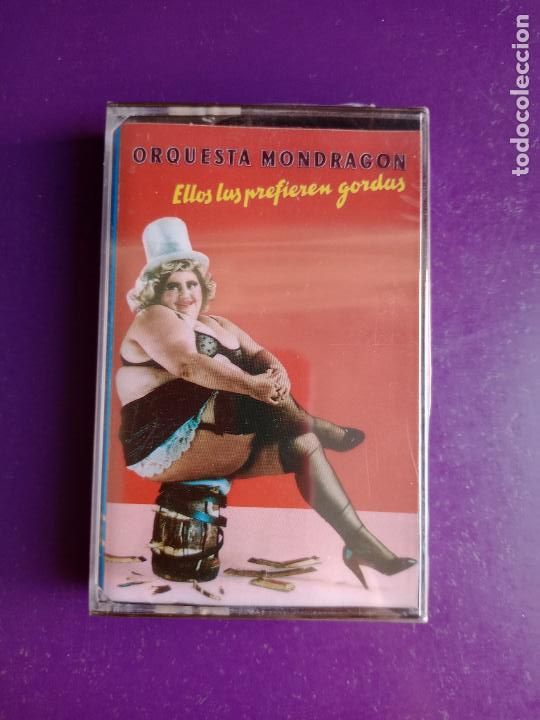 ORQUESTA MONDRAGON
Ellos las prefieren gordas
todocoleccion